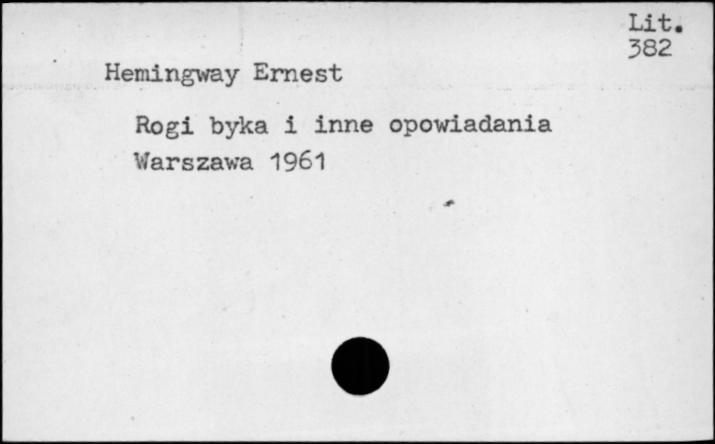 Lit.
382
Hemingway Ernest
Rogi byka i inne opowiadania
Warszawa 1961